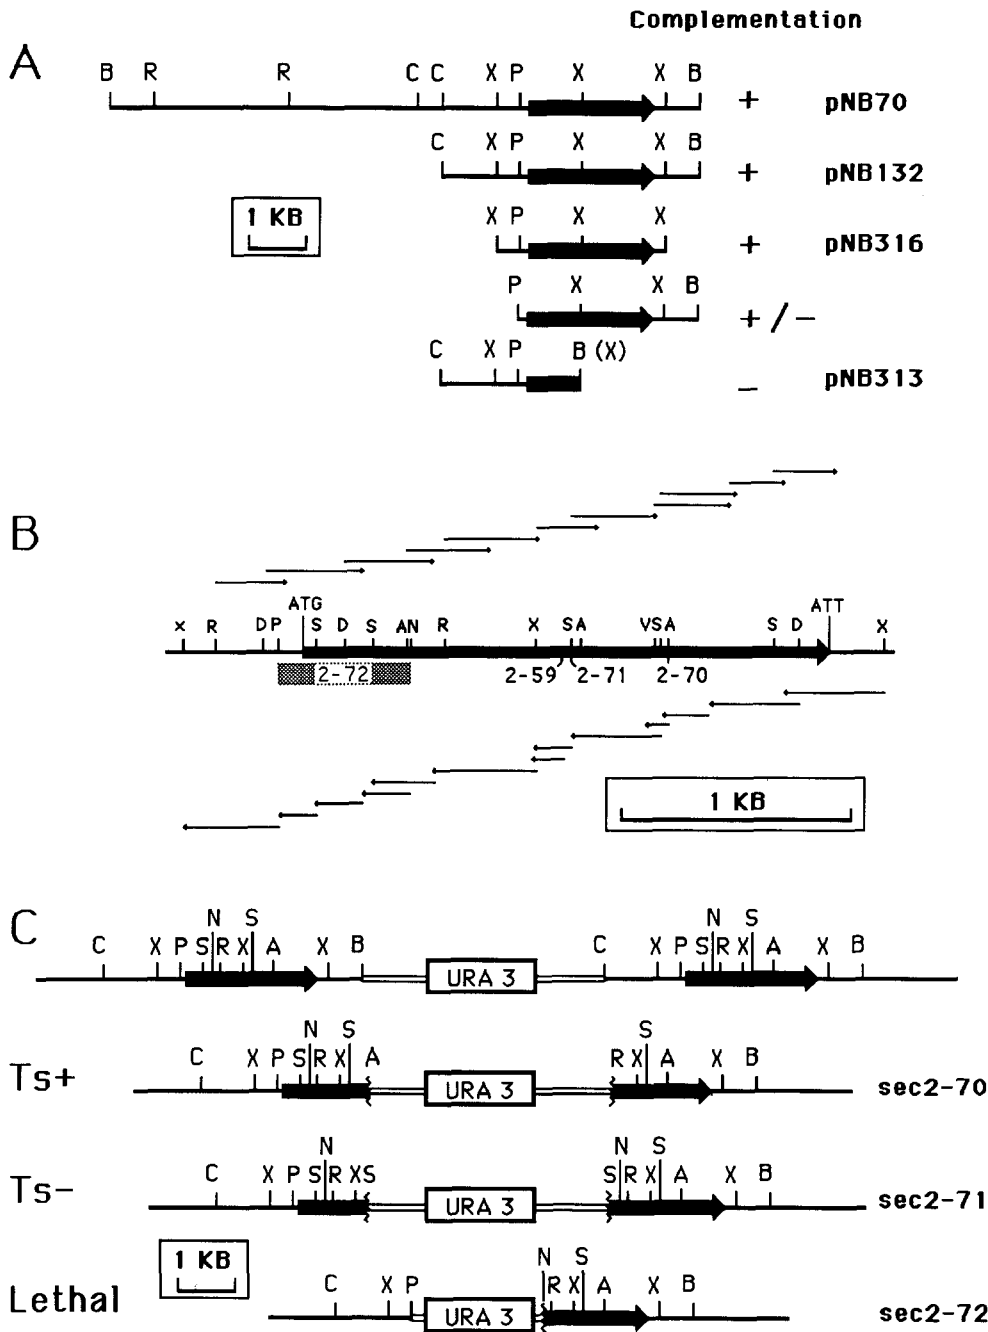 Complementation
A
B R R C C X P X X B
+ pNB70
C X P X X B
+ pNB132
1 KB
X P X X
+ pNB316
P X X B
+/-
C X P B (X)
- pNB313
B
ATG ATT
x R D P S D S A N R X S A V S A S D X
2-72 2-59 2-71 2-70
1 KB
C
N S N S
C X P S R X A X B C X P S R X A X B
URA 3
Ts+
N S S
C X P S R X A R X A X B
URA 3
sec2-70
Ts-
N N S
C X P S R X S S R X A X B
URA 3
sec2-71
1 KB
Lethal
N S
C X P R X A X B
URA 3
sec2-72